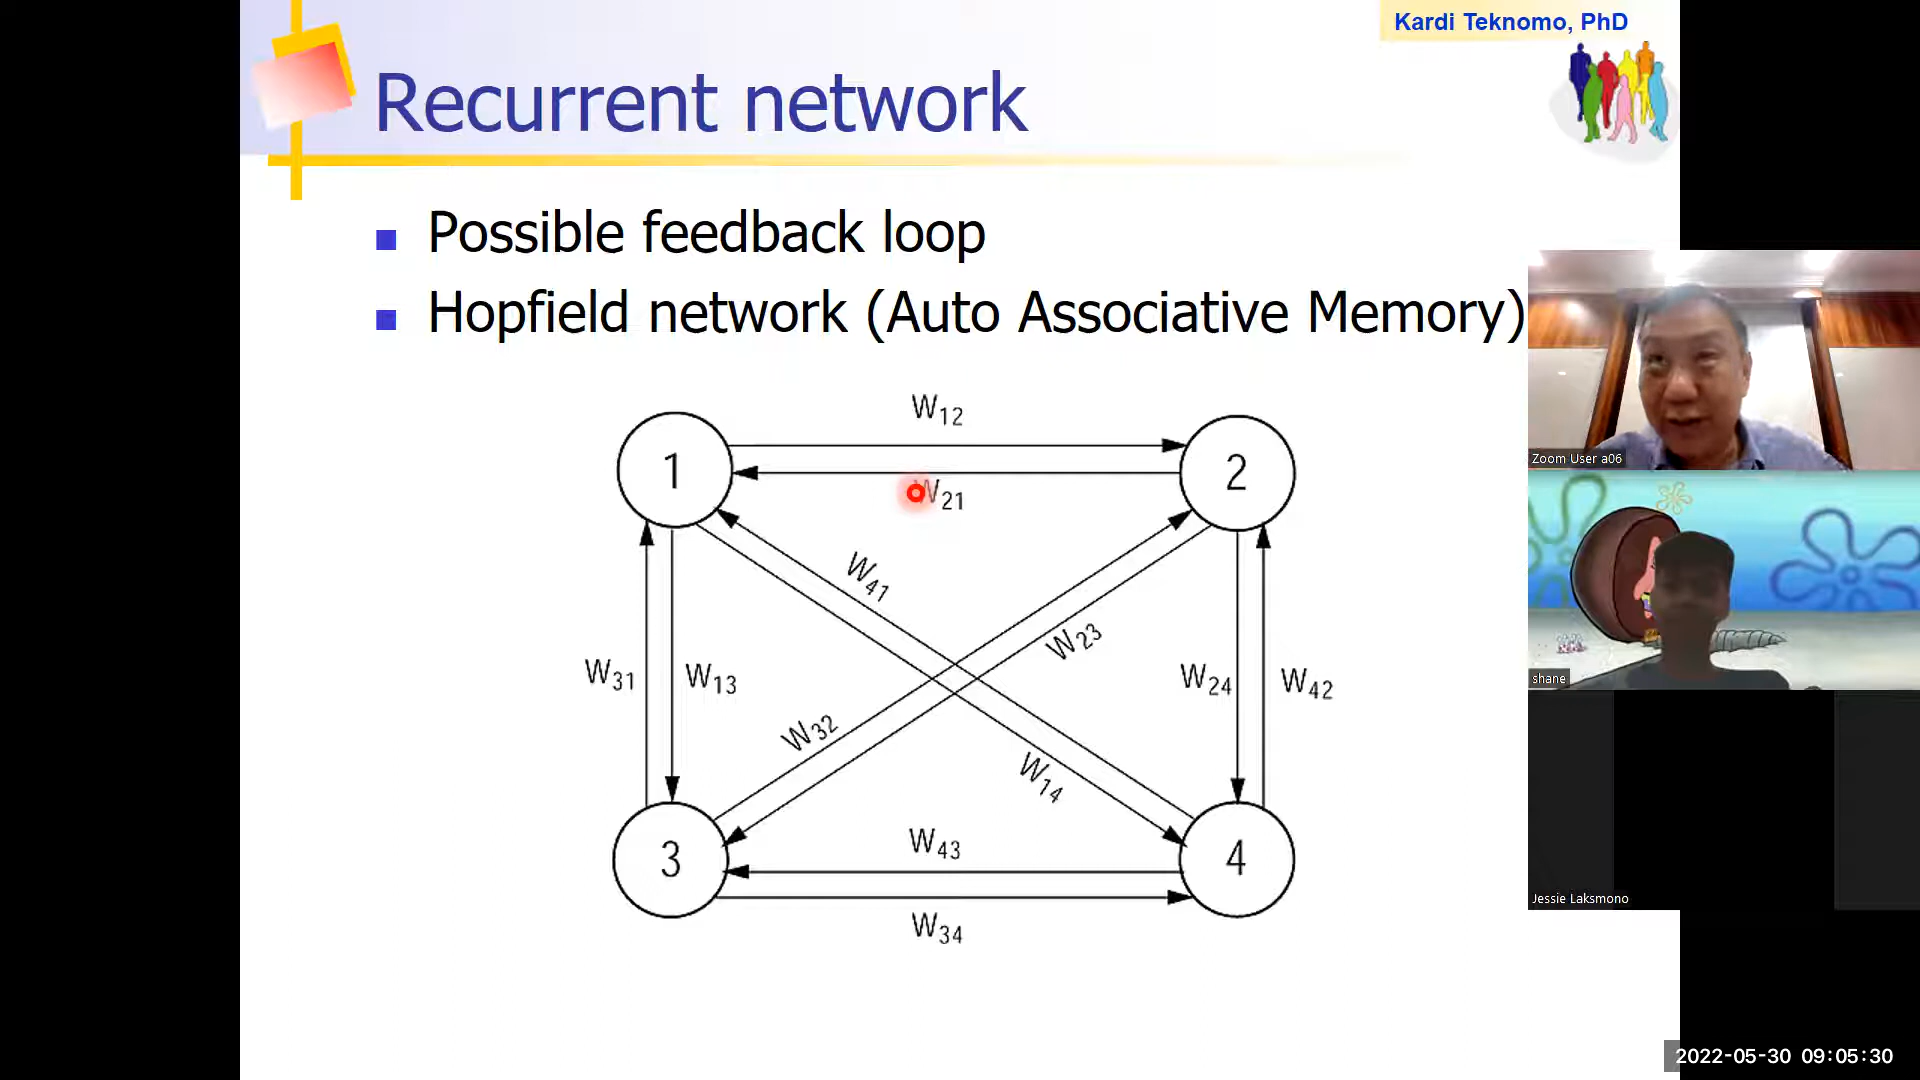 Kardi Teknomo, PhD
Recurrent network
Possible feedback loop
Hopfield network (Auto Associative Memory)
W12
1
2
W21
W41
W23
W31
W13
W24
W42
W32
W14
3
W43
4
W34
Zoom User a06
shane
Jessie Laksmono
2022-05-30 09:05:30